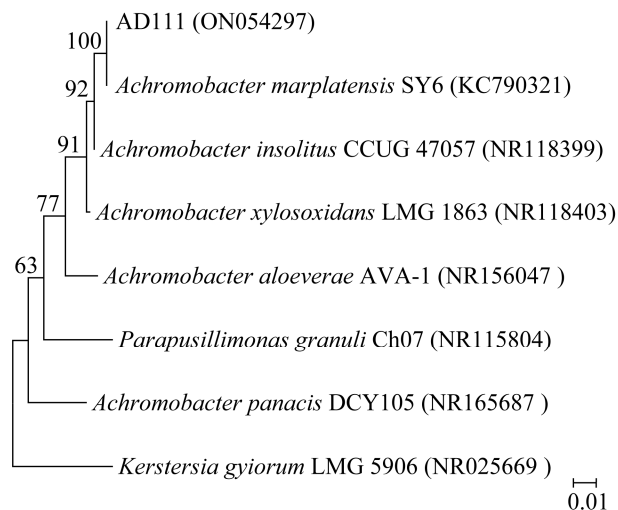 AD111 (ON054297)
100
Achromobacter marplatensis SY6 (KC790321)
92
Achromobacter insolitus CCUG 47057 (NR118399)
91
Achromobacter xylosoxidans LMG 1863 (NR118403)
77
Achromobacter aloeverae AVA-1 (NR156047 )
63
Parapusillimonas granuli Ch07 (NR115804)
Achromobacter panacis DCY105 (NR165687 )
Kerstersia gyiorum LMG 5906 (NR025669 )
0.01